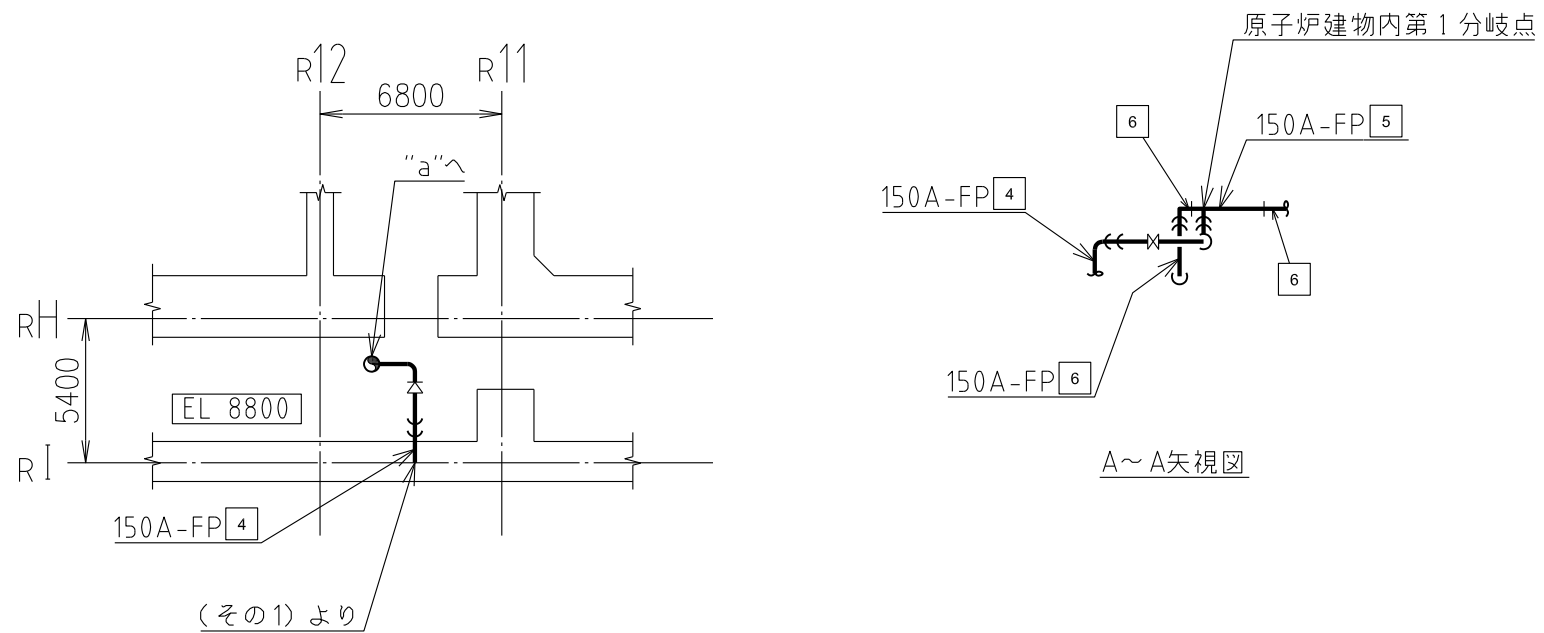 R12
R11
6800
"a"へ
RH
5400
EL 8800
RI
150A-FP 4
(その1)より
原子炉建物内第1分岐点
6
150A-FP 5
150A-FP 4
6
150A-FP 6
A～A矢視図